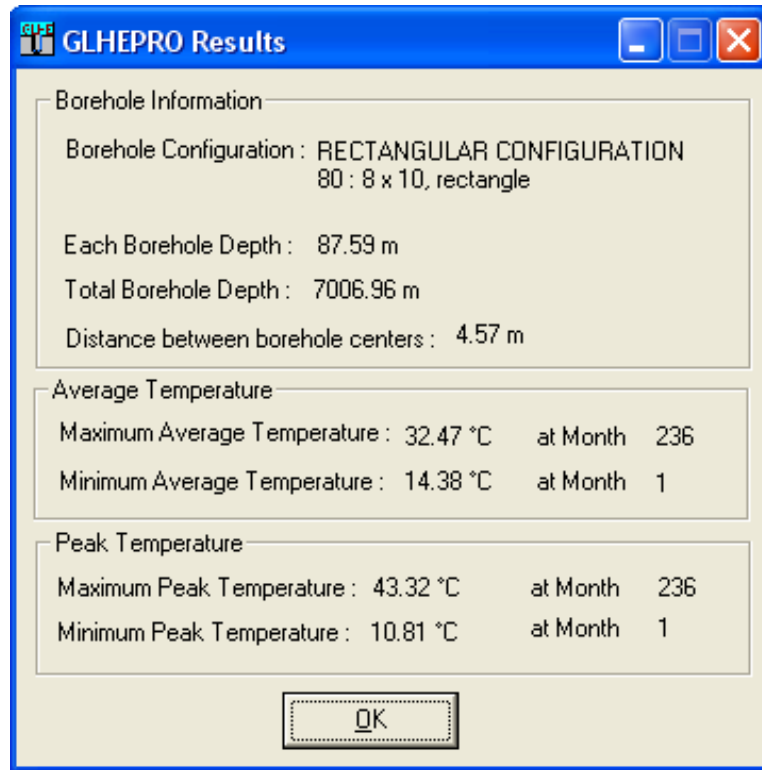 GLHEPRO Results
Borehole Information
Borehole Configuration : RECTANGULAR CONFIGURATION
80 : 8 x 10, rectangle
Each Borehole Depth : 87.59 m
Total Borehole Depth : 7006.96 m
Distance between borehole centers : 4.57 m
Average Temperature
Maximum Average Temperature : 32.47 °C at Month 236
Minimum Average Temperature : 14.38 °C at Month 1
Peak Temperature
Maximum Peak Temperature : 43.32 °C at Month 236
Minimum Peak Temperature : 10.81 °C at Month 1
OK